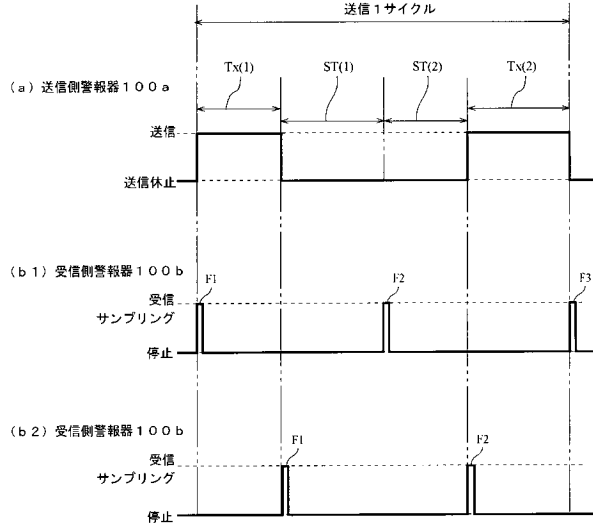 送信1サイクル
Tx(1)
ST(1)
ST(2)
Tx(2)
(a)送信側警報器100a
送信
送信休止
(b1)受信側警報器100b
F1
F2
F3
受信
サンプリング
停止
(b2)受信側警報器100b
F1
F2
受信
サンプリング
停止